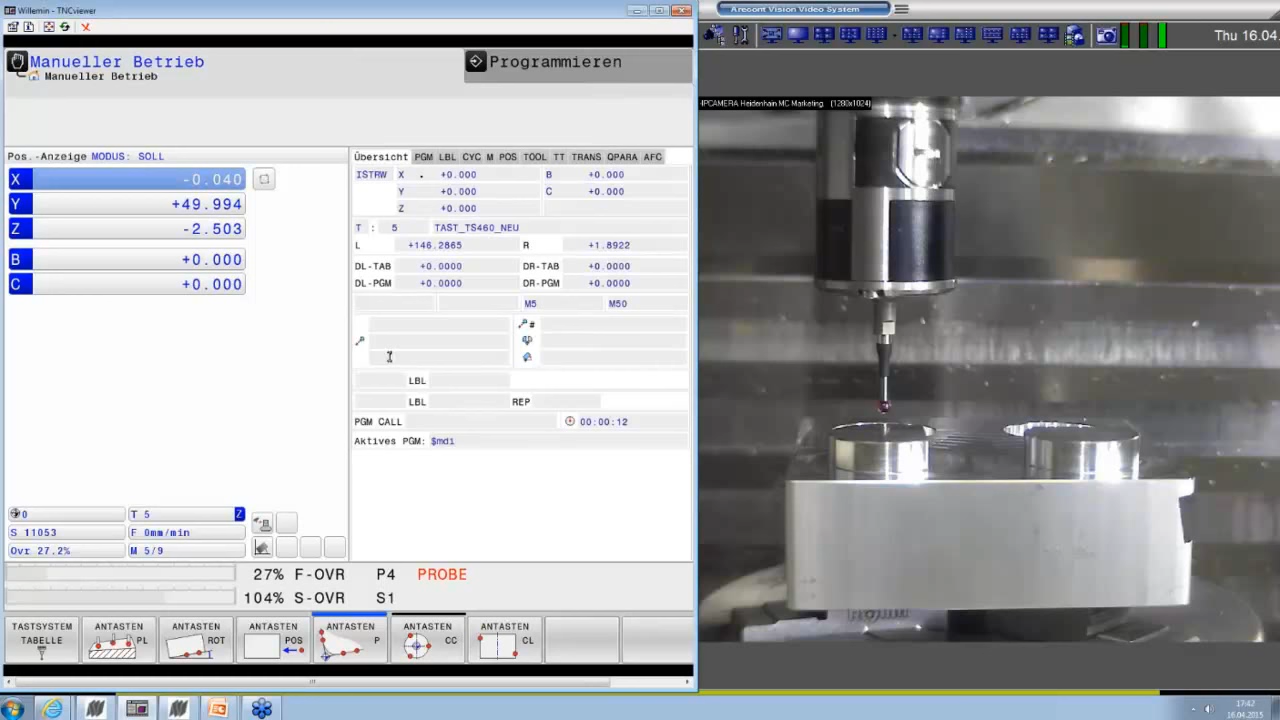 Willemin - TNCviewer
Manueller Betrieb
Manueller Betrieb
Programmieren
Pos.-Anzeige MODUS: SOLL
X -0.040
Y +49.994
Z -2.503
B +0.000
C +0.000
0
T 5 Z
S 11053
F 0mm/min
Ovr 27.2%
M 5/9
Übersicht PGM LBL CYC M POS TOOL TT TRANS QPARA AFC
ISTRW X +0.000 B +0.000
Y +0.000 C +0.000
Z +0.000
T : 5 TAST_TS460_NEU
L +146.2865 R +1.8922
DL-TAB +0.0000 DR-TAB +0.0000
DL-PGM +0.0000 DR-PGM +0.0000
M5 M50
#
LBL
LBL REP
PGM CALL 00:00:12
Aktives PGM: $mdi
27% F-OVR P4 PROBE
104% S-OVR S1
TASTSYSTEM
TABELLE
ANTASTEN
PL
ANTASTEN
ROT
ANTASTEN
POS
ANTASTEN
P
ANTASTEN
CC
ANTASTEN
CL
Arecont Vision Video System
Thu 16.04.
HPCAMERA Heidenhain MC Marketing (1280x1024)
17:42
16.04.2015